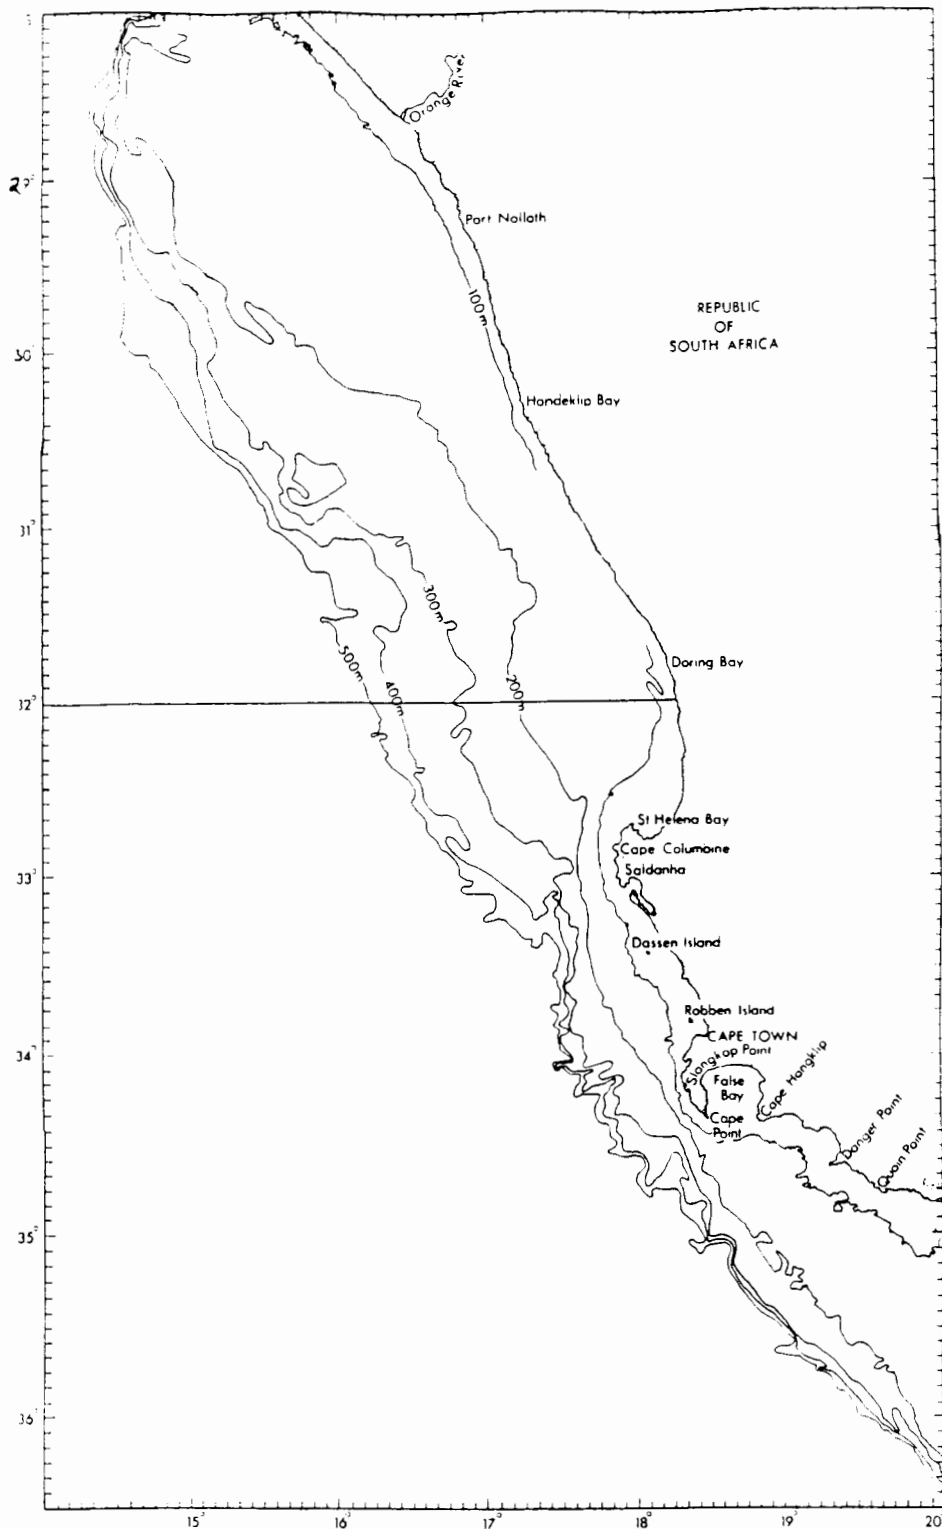 Orange River
29°
Port Nolloth
100m
REPUBLIC
OF
SOUTH AFRICA
30°
Hondeklip Bay
31°
300m
500m
400m
200m
Doring Bay
32°
St Helena Bay
Cape Columbine
Saldanha
33°
Dassen Island
Robben Island
CAPE TOWN
Slangkop Point
34°
False
Bay
Cape Hangklip
Cape
Point
Danger Point
Quoin Point
35°
36°
15°
16°
17°
18°
19°
20